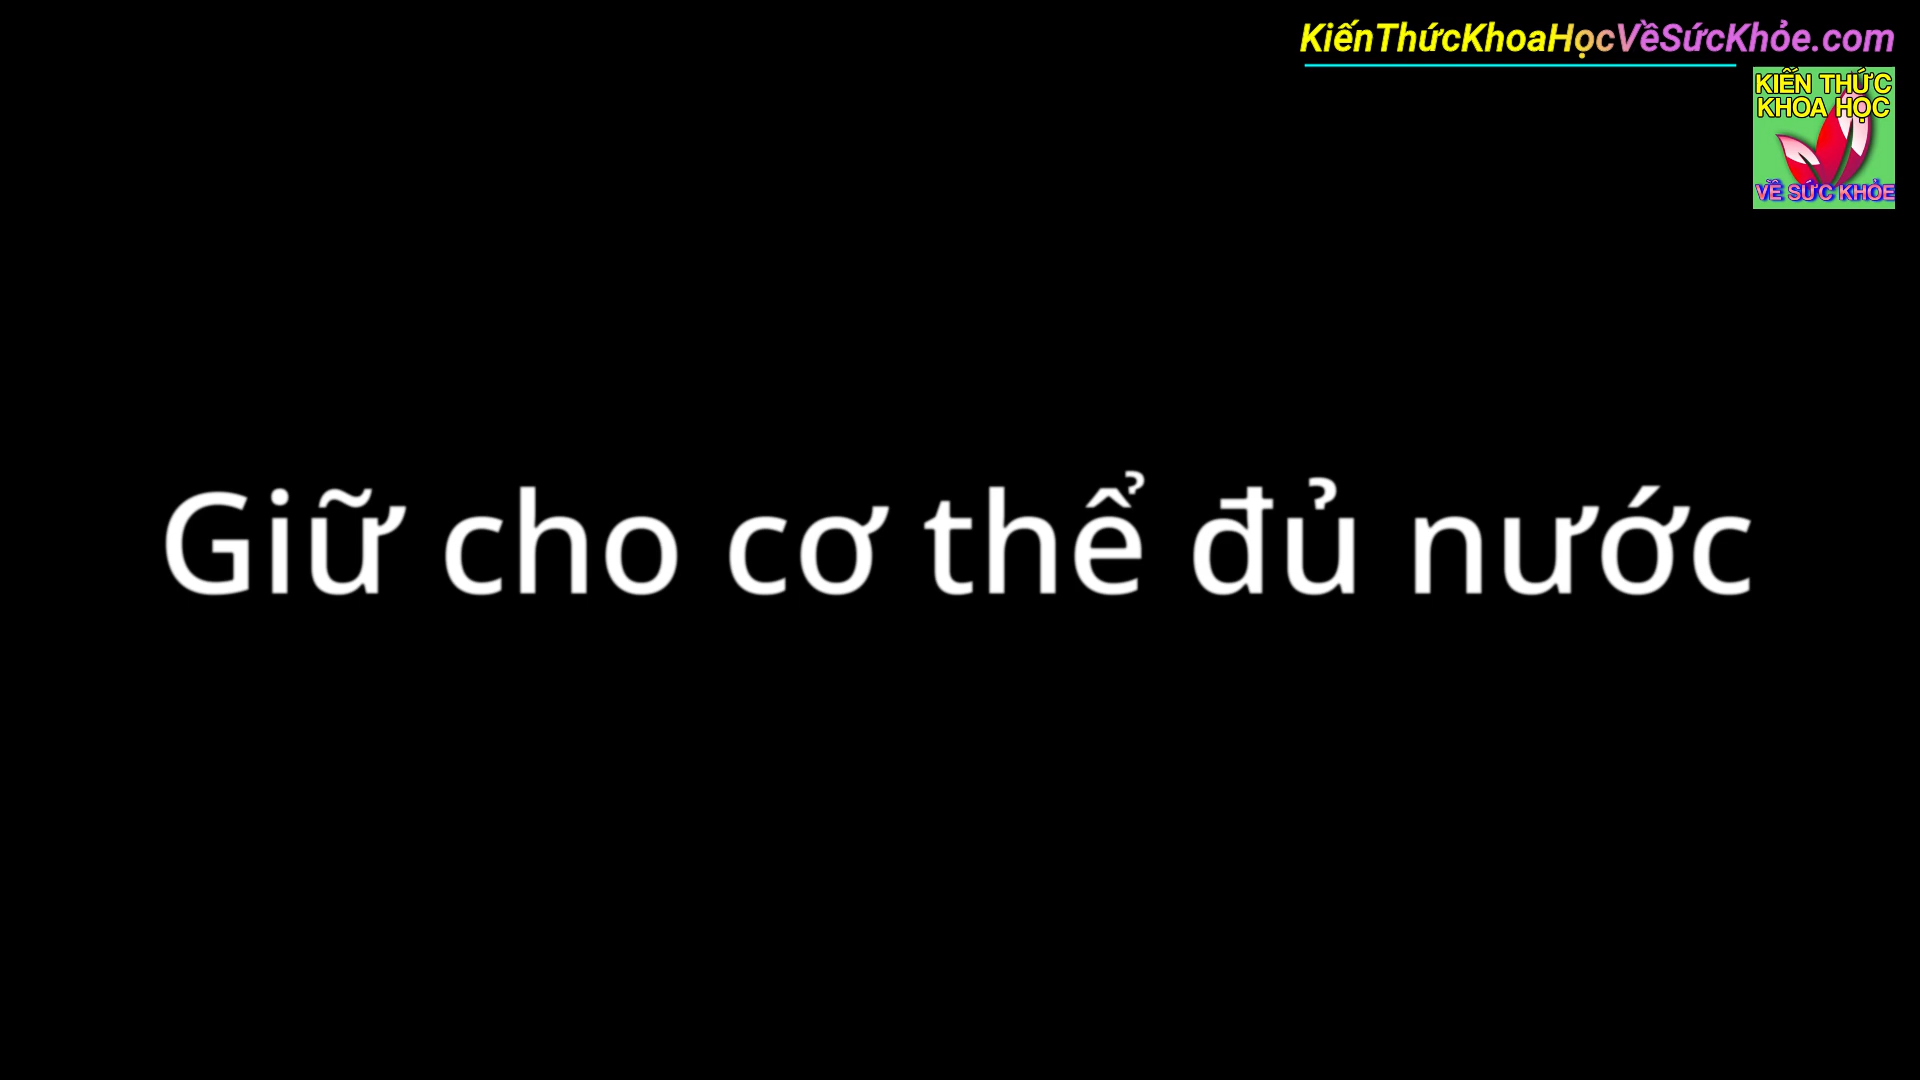 KiếnThứcKhoaHọcVềSứcKhỏe.com
KIẾN THỨC
KHOA HỌC
VỀ SỨC KHỎE
Giữ cho cơ thể đủ nước